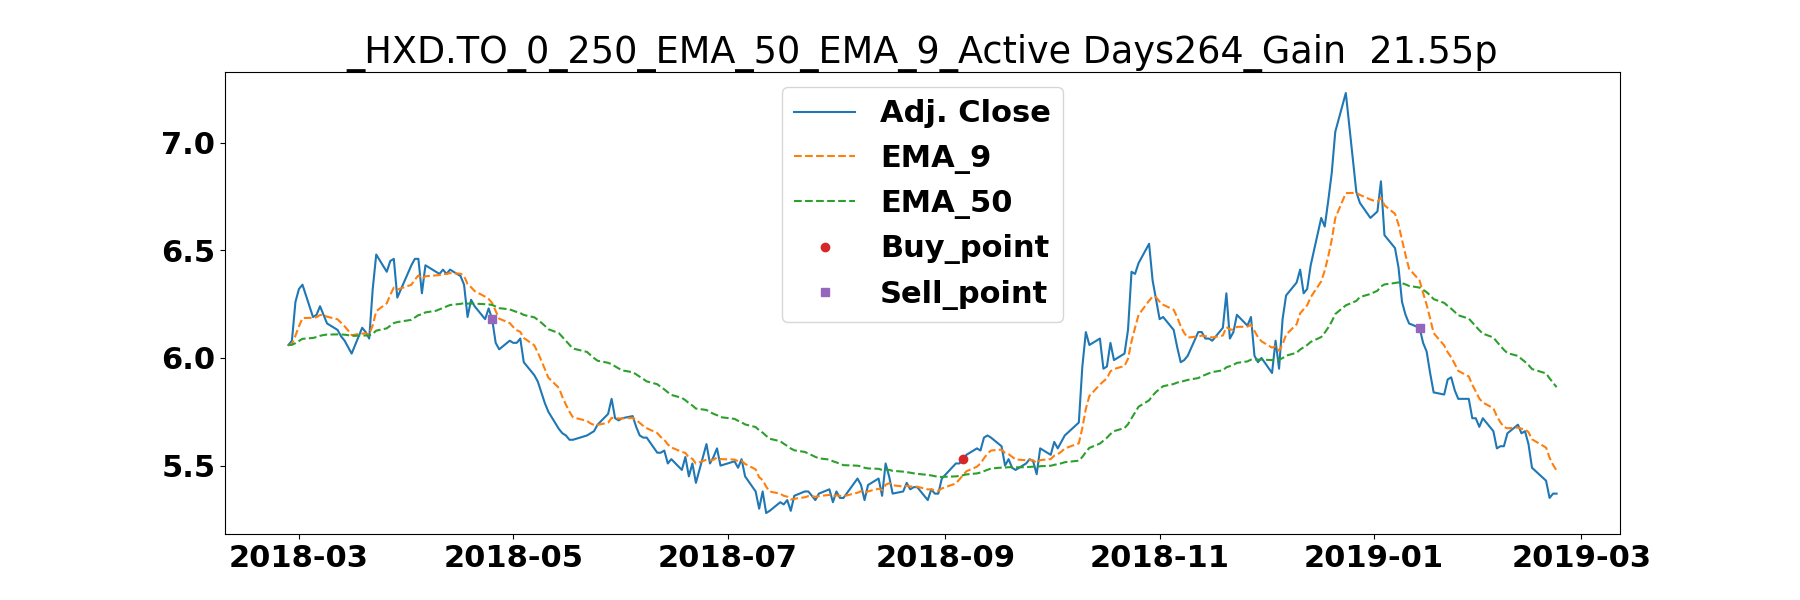 _HXD.TO_0_250_EMA_50_EMA_9_Active Days264_Gain  21.55p
Adj. Close
EMA_9
EMA_50
Buy_point
Sell_point
7.0
6.5
6.0
5.5
2018-03 2018-05 2018-07 2018-09 2018-11 2019-01 2019-03